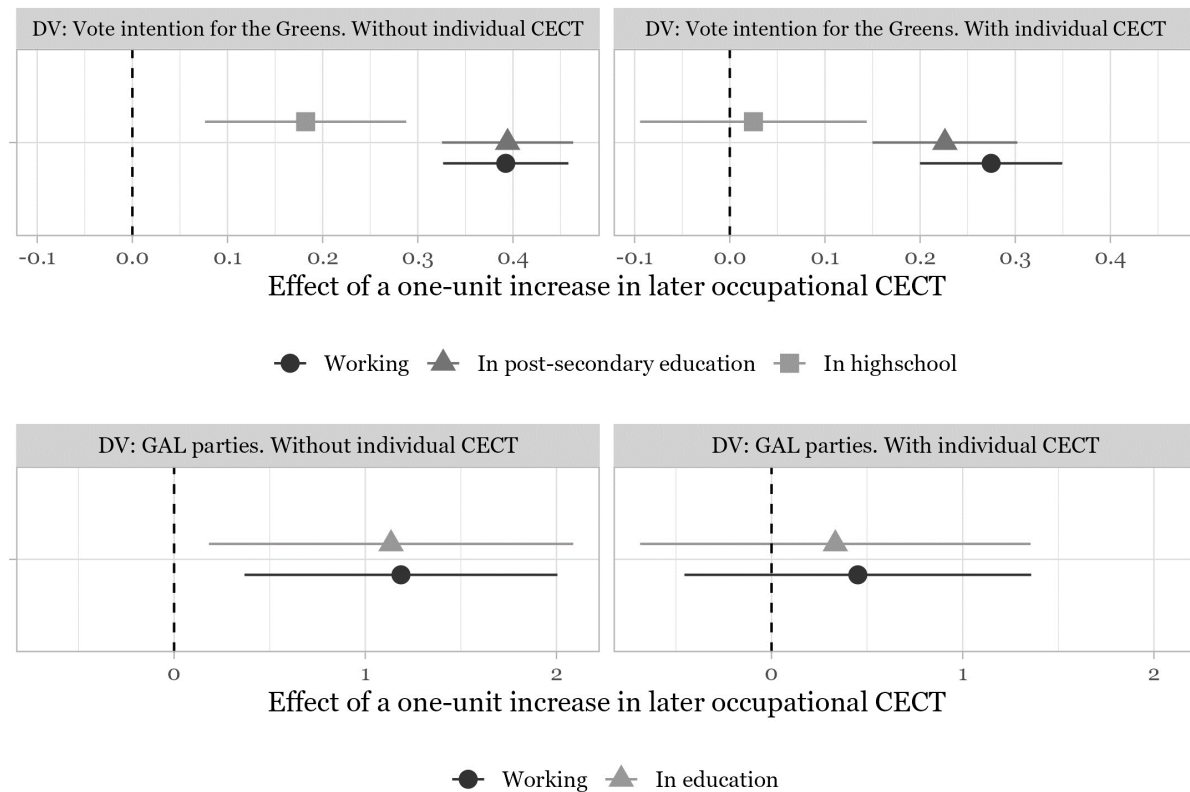 DV: Vote intention for the Greens. Without individual CECT
DV: Vote intention for the Greens. With individual CECT
-0.1 0.0 0.1 0.2 0.3 0.4
-0.1 0.0 0.1 0.2 0.3 0.4
Effect of a one-unit increase in later occupational CECT
Working In post-secondary education In highschool
DV: GAL parties. Without individual CECT
DV: GAL parties. With individual CECT
0 1 2
0 1 2
Effect of a one-unit increase in later occupational CECT
Working In education